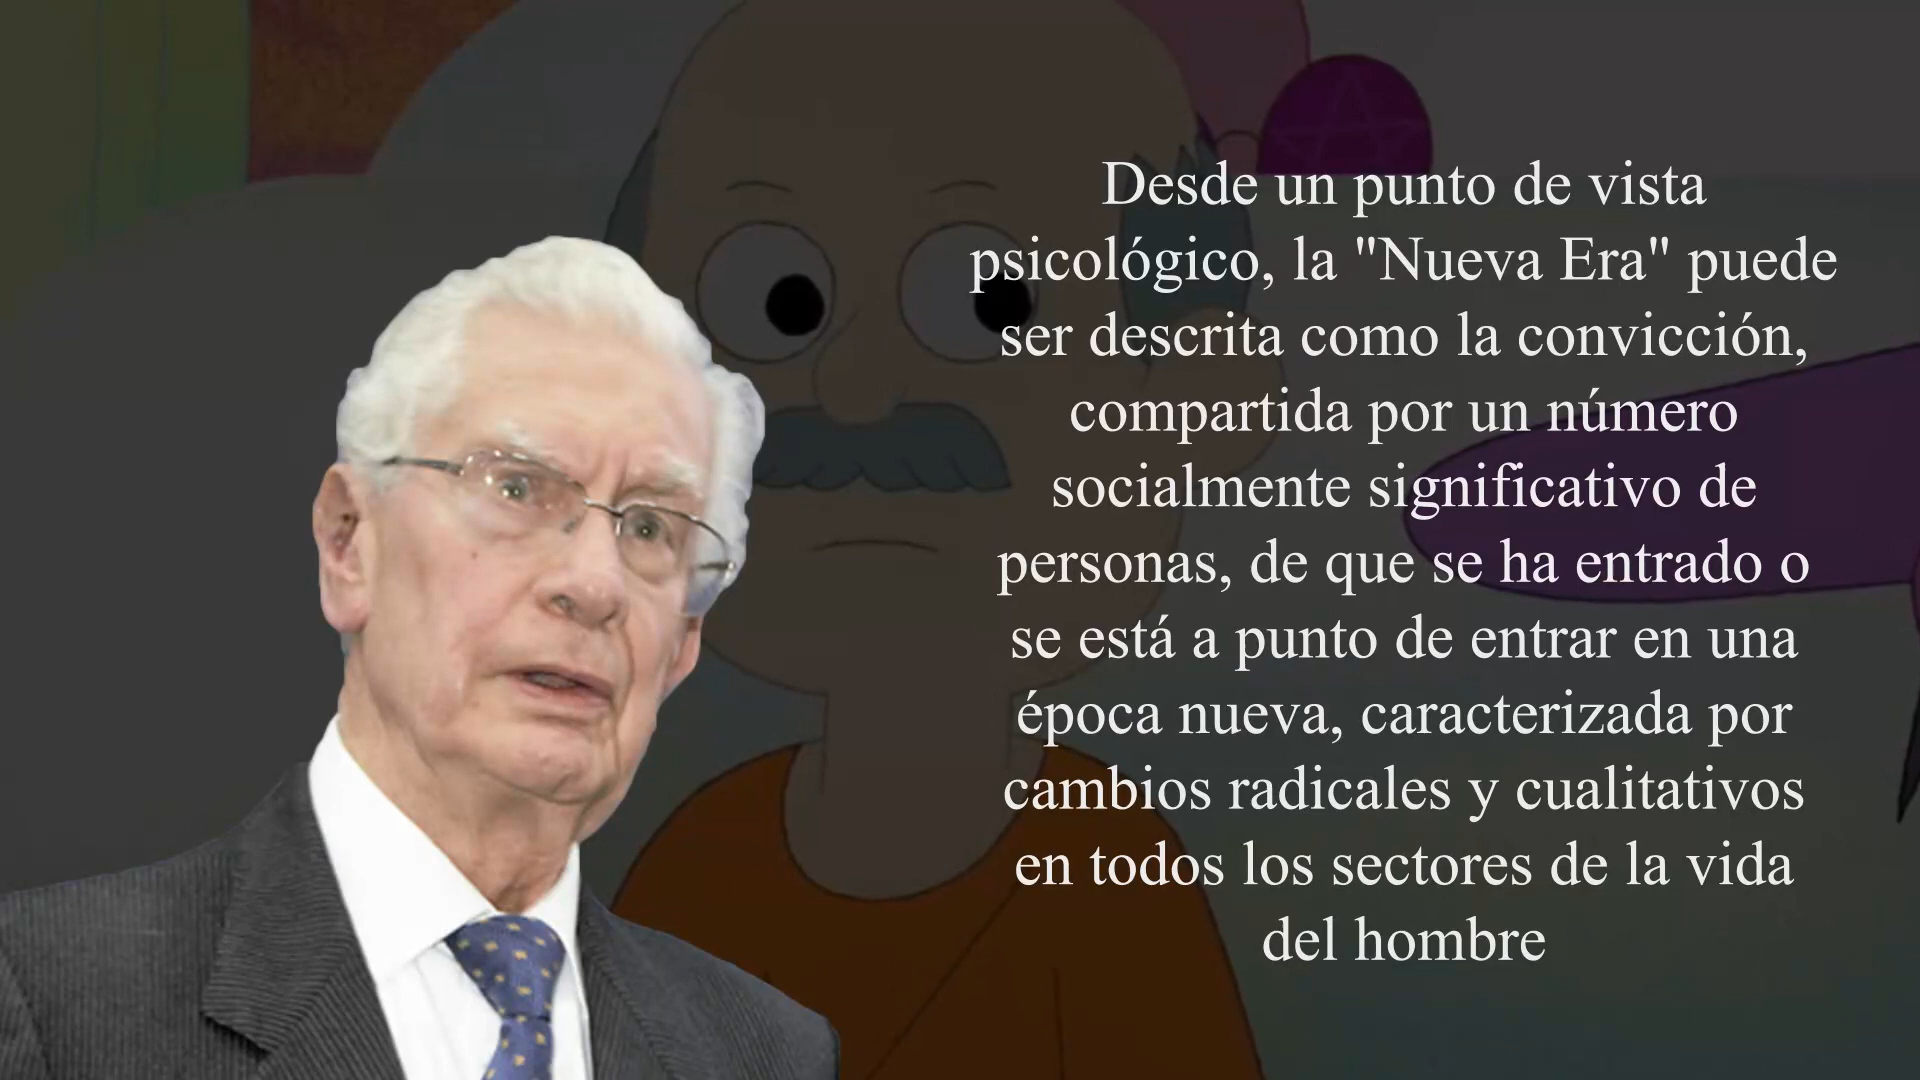 Desde un punto de vista
psicológico, la "Nueva Era" puede
ser descrita como la convicción,
compartida por un número
socialmente significativo de
personas, de que se ha entrado o
se está a punto de entrar en una
época nueva, caracterizada por
cambios radicales y cualitativos
en todos los sectores de la vida
del hombre